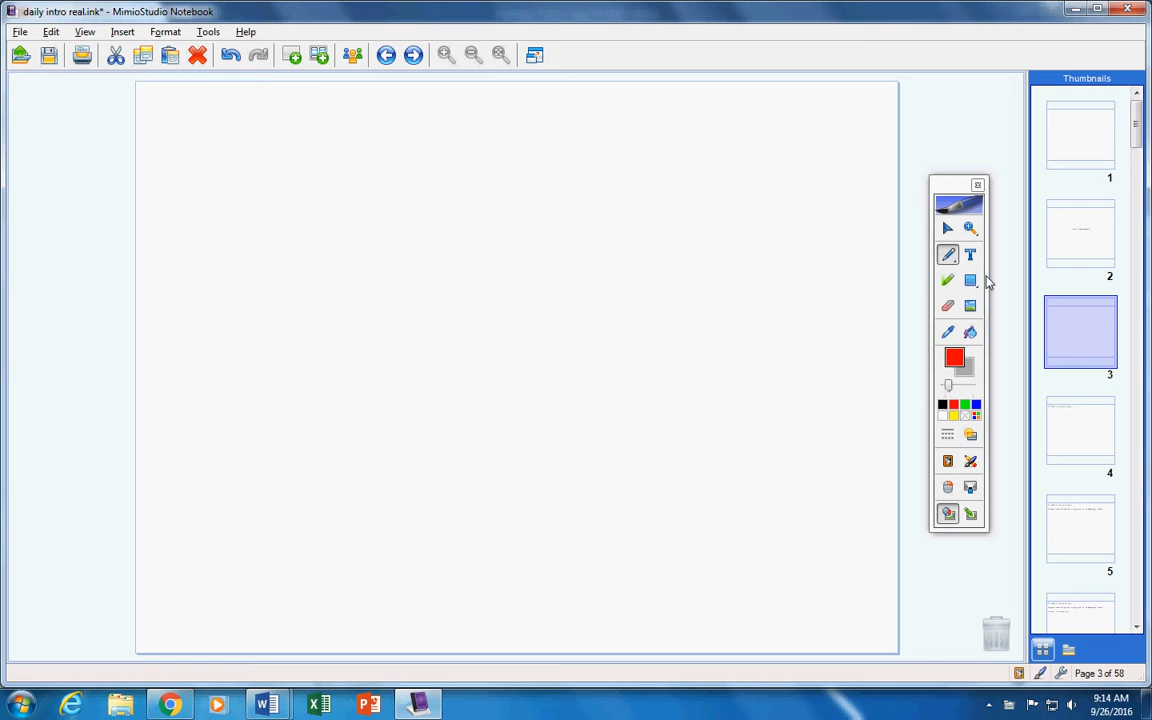 daily intro real.ink* - MimioStudio Notebook
File Edit View Insert Format Tools Help
Thumbnails
1
2
3
4
5
T
Page 3 of 58
9:14 AM
9/26/2016